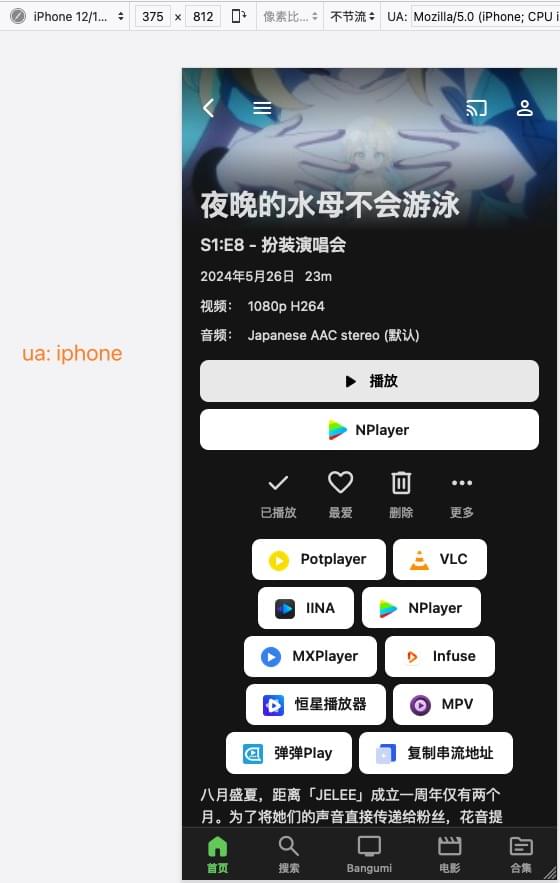 iPhone 12/1... 375 × 812 像素比... 不节流 UA: Mozilla/5.0 (iPhone; CPU i
夜晚的水母不会游泳
S1:E8 - 扮装演唱会
2024年5月26日 23m
视频： 1080p H264
音频： Japanese AAC stereo (默认)
ua: iphone
播放
NPlayer
已播放 最爱 删除 更多
Potplayer VLC
IINA NPlayer
MXPlayer Infuse
恒星播放器 MPV
弹弹Play 复制串流地址
八月盛夏，距离「JELEE」成立一周年仅有两个
月。为了将她们的声音直接传递给粉丝，花音提
首页 搜索 Bangumi 电影 合集